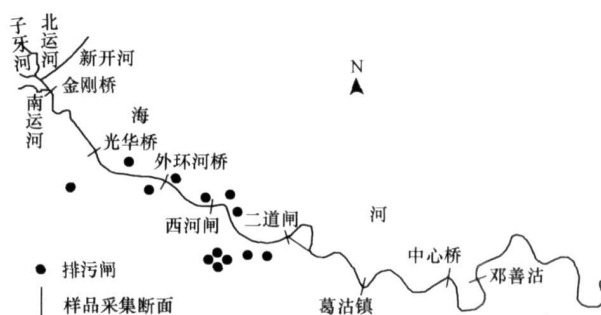 子牙河
北运河
新开河
金刚桥
南运河
N
海
光华桥
外环河桥
西河闸
二道闸
河
中心桥
邓善沽
葛沽镇
排污闸
样品采集断面